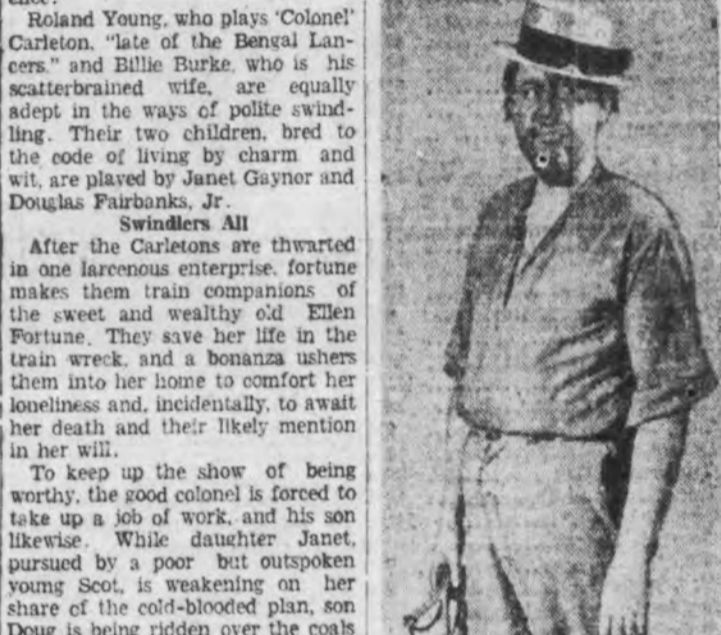 Roland Young, who plays 'Colonel'
Carleton, "late of the Bengal Lan-
cers," and Billie Burke, who is his
scatterbrained wife, are equally
adept in the ways of polite swind-
ling. Their two children, bred to
the code of living by charm and
wit, are played by Janet Gaynor and
Douglas Fairbanks, Jr.
Swindlers All
After the Carletons are thwarted
in one larcenous enterprise, fortune
makes them train companions of
the sweet and wealthy old Ellen
Fortune. They save her life in the
train wreck, and a bonanza ushers
them into her home to comfort her
loneliness and, incidentally, to await
her death and their likely mention
in her will.
To keep up the show of being
worthy, the good colonel is forced to
take up a job of work, and his son
likewise. While daughter Janet,
pursued by a poor but outspoken
young Scot, is weakening on her
share of the cold-blooded plan, son
Doug is being ridden over the coals